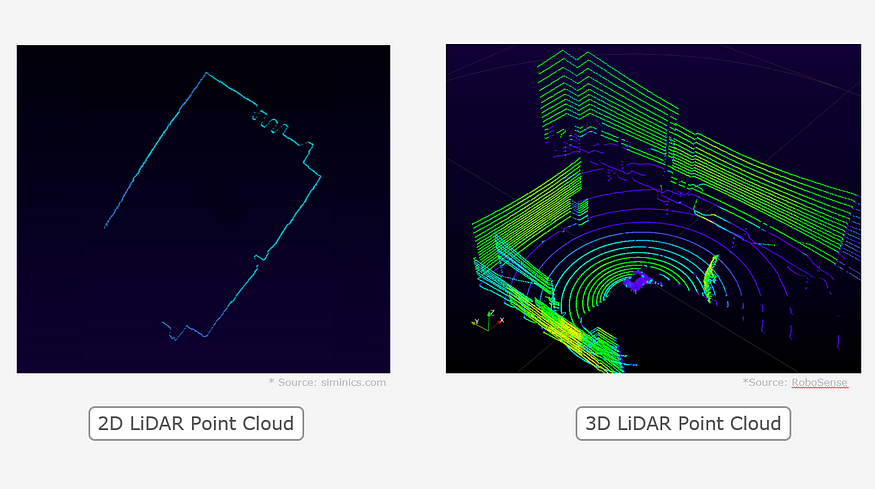 * Source: siminics.com
*Source: RoboSense
Z
Y
X
2D LiDAR Point Cloud
3D LiDAR Point Cloud